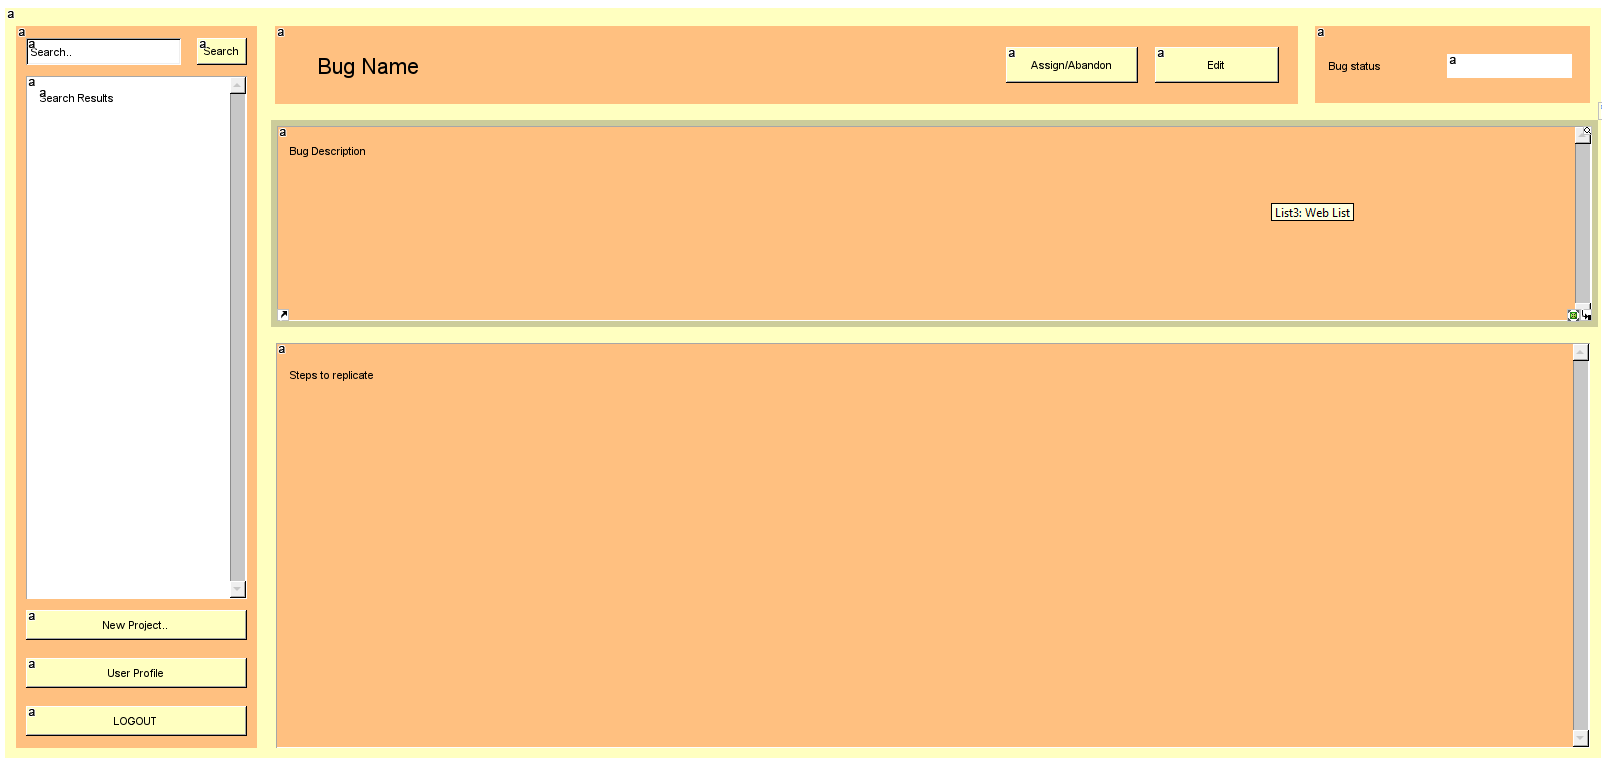 a
a
a
Search..
a
Search
a
a
Search Results
a
New Project..
a
User Profile
a
LOGOUT
a
Bug Name
a
Assign/Abandon
a
Edit
a
Bug status
a
a
Bug Description
List3: Web List
a
Steps to replicate